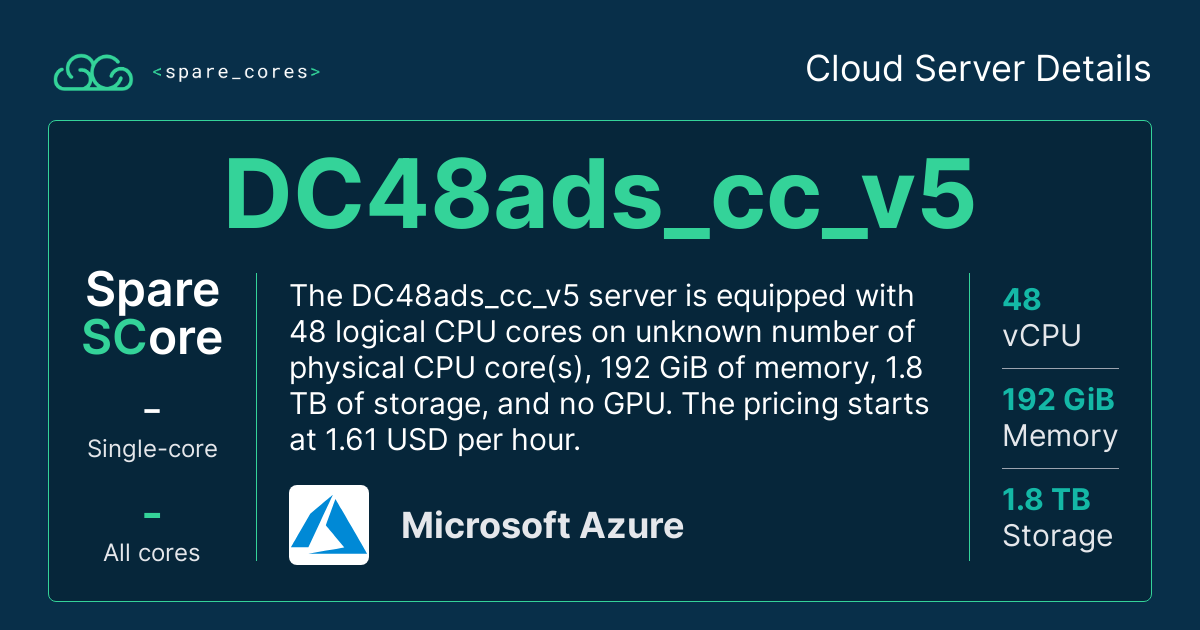 <spare_cores>
Cloud Server Details
DC48ads_cc_v5
Spare
SCore
-
Single-core
-
All cores
The DC48ads_cc_v5 server is equipped with
48 logical CPU cores on unknown number of
physical CPU core(s), 192 GiB of memory, 1.8
TB of storage, and no GPU. The pricing starts
at 1.61 USD per hour.
Microsoft Azure
48
vCPU
192 GiB
Memory
1.8 TB
Storage